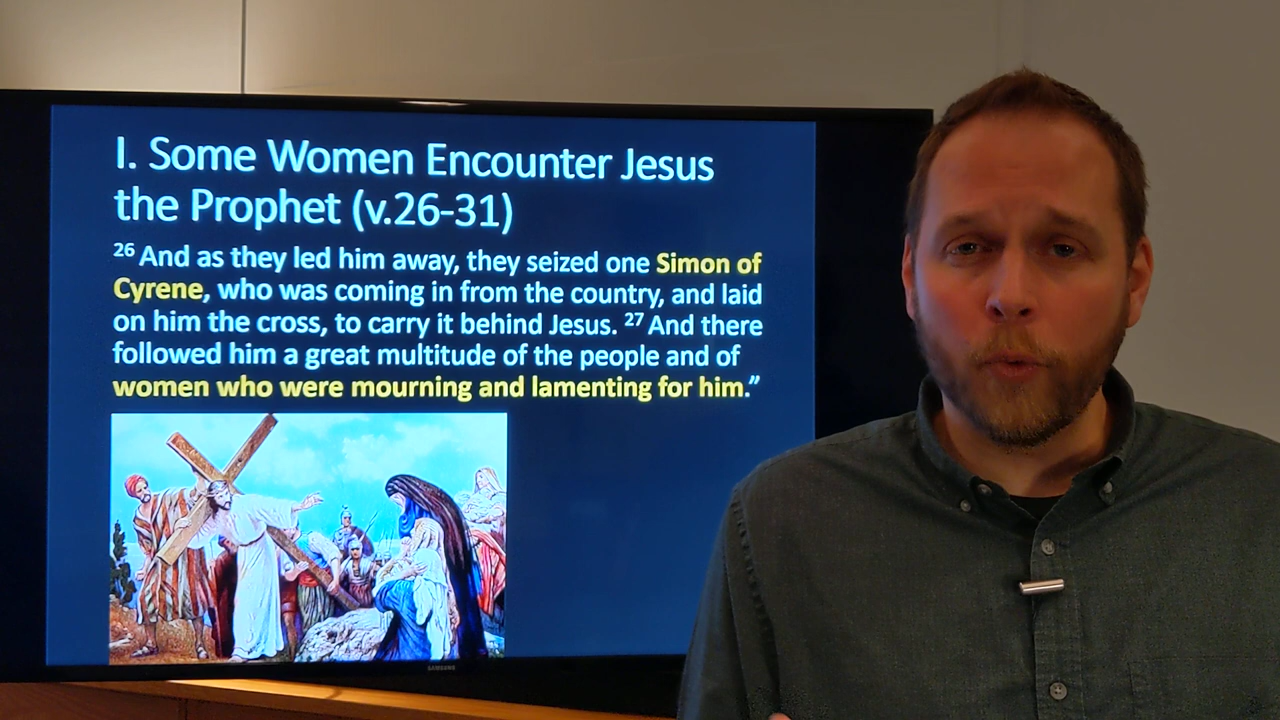 I. Some Women Encounter Jesus
the Prophet (v.26-31)
26 And as they led him away, they seized one Simon of
Cyrene, who was coming in from the country, and laid
on him the cross, to carry it behind Jesus. 27 And there
followed him a great multitude of the people and of
women who were mourning and lamenting for him.”
SAMSUNG